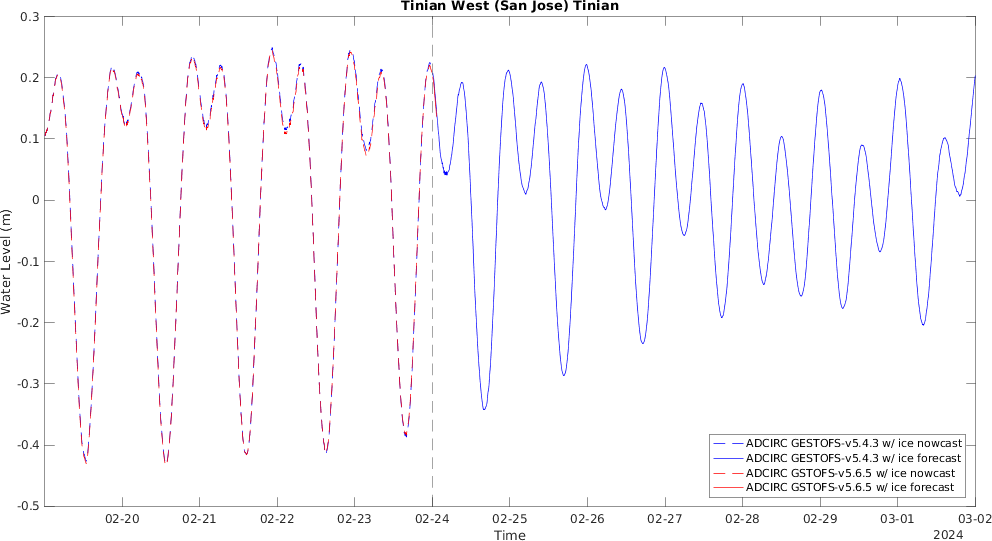 Tinian West (San Jose) Tinian
0.3
0.2
0.1
0
-0.1
-0.2
-0.3
-0.4
-0.5
Water Level (m)
ADCIRC GESTOFS-v5.4.3 w/ ice nowcast
ADCIRC GESTOFS-v5.4.3 w/ ice forecast
ADCIRC GSTOFS-v5.6.5 w/ ice nowcast
ADCIRC GSTOFS-v5.6.5 w/ ice forecast
02-20 02-21 02-22 02-23 02-24 02-25 02-26 02-27 02-28 02-29 03-01 03-02
Time
2024